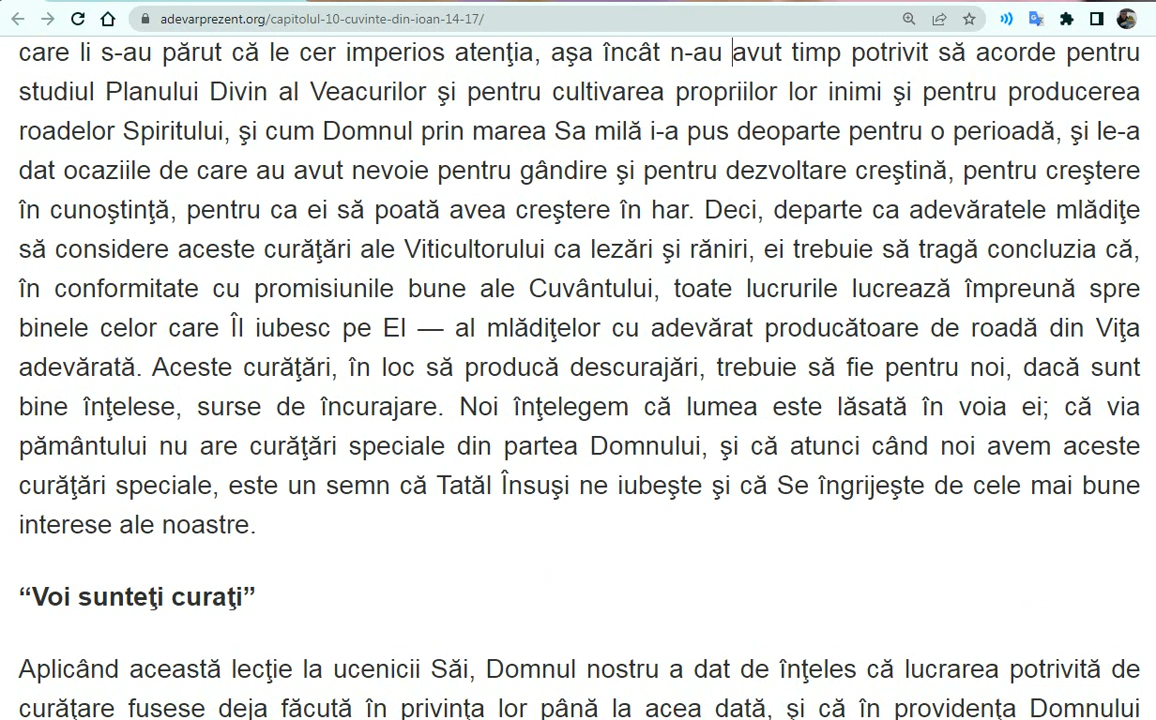 adevarprezent.org/capitolul-10-cuvinte-din-ioan-14-17/
care li s-au părut că le cer imperios atenţia, aşa încât n-au avut timp potrivit să acorde pentru
studiul Planului Divin al Veacurilor şi pentru cultivarea propriilor lor inimi şi pentru producerea
roadelor Spiritului, şi cum Domnul prin marea Sa milă i-a pus deoparte pentru o perioadă, şi le-a
dat ocaziile de care au avut nevoie pentru gândire şi pentru dezvoltare creştină, pentru creştere
în cunoştinţă, pentru ca ei să poată avea creştere în har. Deci, departe ca adevăratele mlădiţe
să considere aceste curăţări ale Viticultorului ca lezări şi răniri, ei trebuie să tragă concluzia că,
în conformitate cu promisiunile bune ale Cuvântului, toate lucrurile lucrează împreună spre
binele celor care Îl iubesc pe El — al mlădiţelor cu adevărat producătoare de roadă din Viţa
adevărată. Aceste curăţări, în loc să producă descurajări, trebuie să fie pentru noi, dacă sunt
bine înţelese, surse de încurajare. Noi înţelegem că lumea este lăsată în voia ei; că via
pământului nu are curăţări speciale din partea Domnului, şi că atunci când noi avem aceste
curăţări speciale, este un semn că Tatăl Însuşi ne iubeşte şi că Se îngrijeşte de cele mai bune
interese ale noastre.
“Voi sunteţi curaţi”
Aplicând această lecţie la ucenicii Săi, Domnul nostru a dat de înţeles că lucrarea potrivită de
curăţare fusese deja făcută în privinţa lor până la acea dată, şi că în providenţa Domnului